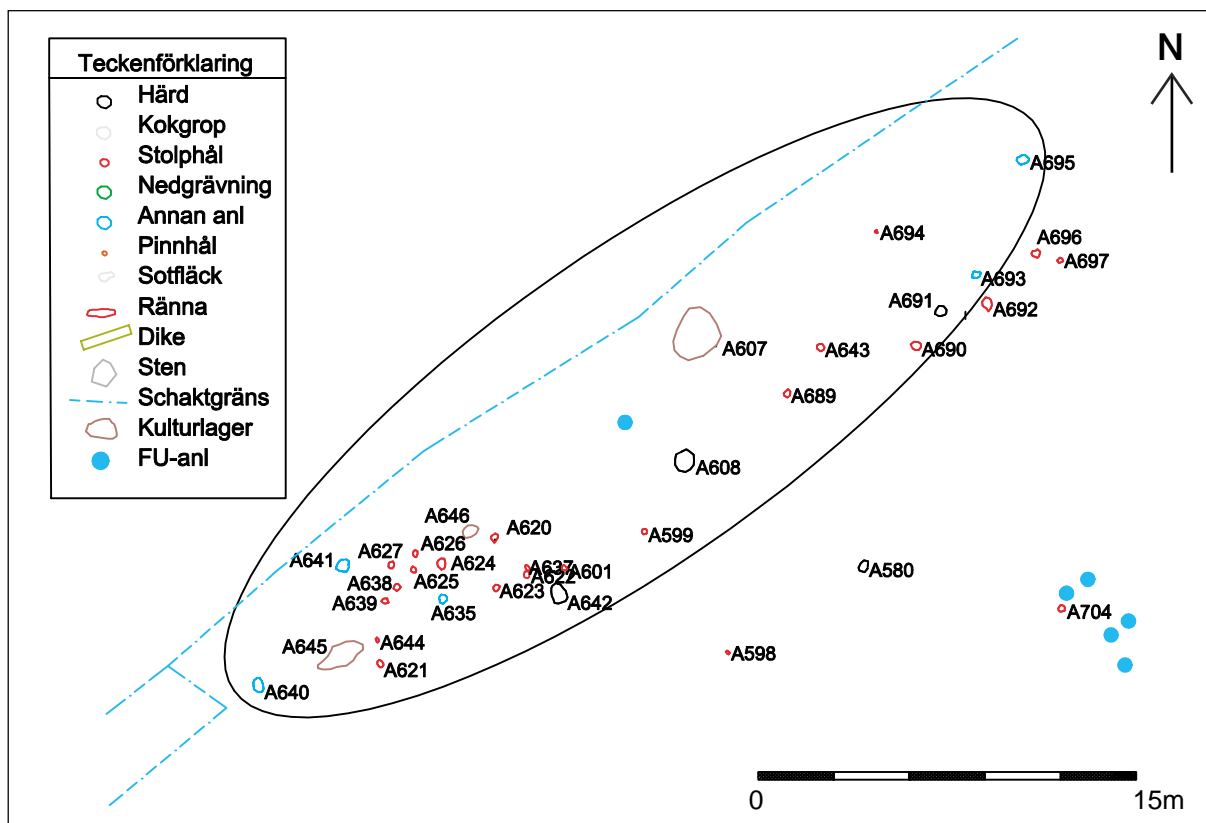 Teckenförklaring
Härd
Kokgrop
Stolphål
Nedgrävning
Annan anl
Pinnhål
Sotfläck
Ränna
Dike
Sten
Schaktgräns
Kulturlager
FU-anl
N
A695
A694
A696
A697
A693
A691
A692
A607
A643
A690
A689
A608
A646
A620
A599
A641
A627
A626
A624
A637
A601
A622
A580
A638
A625
A623
A642
A639
A635
A704
A645
A644
A598
A621
A640
0
15m